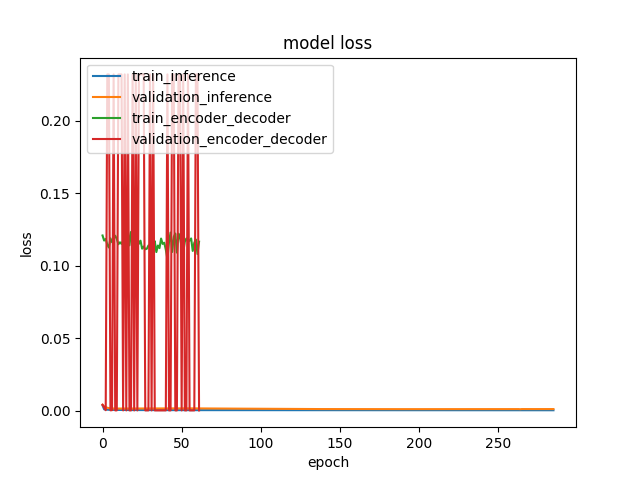 model loss
train_inference
validation_inference
train_encoder_decoder
validation_encoder_decoder
0.20
0.15
0.10
0.05
0.00
loss
0 50 100 150 200 250
epoch